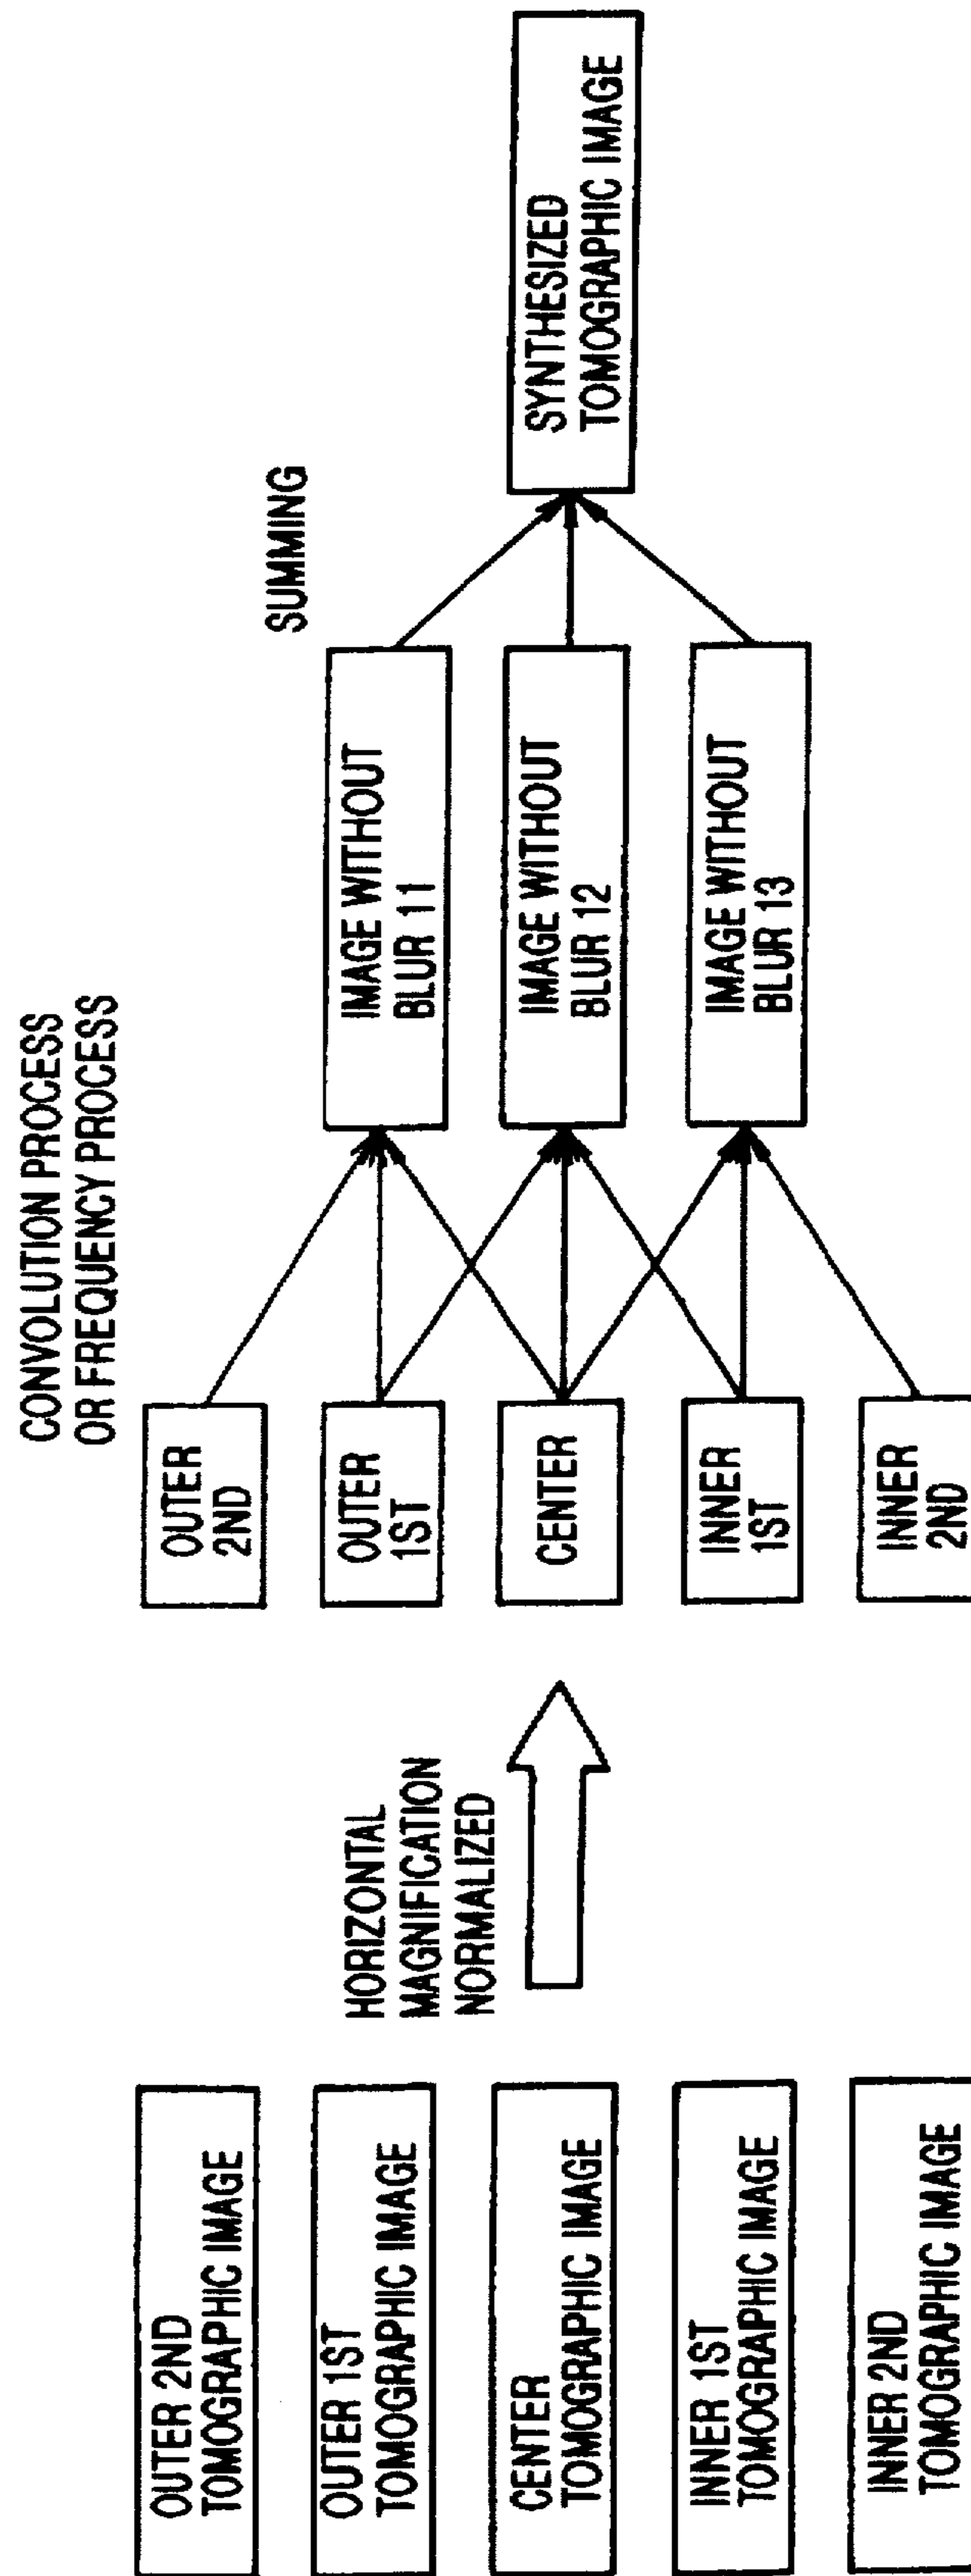 OUTER 2ND
TOMOGRAPHIC IMAGE
OUTER 1ST
TOMOGRAPHIC IMAGE
CENTER
TOMOGRAPHIC IMAGE
INNER 1ST
TOMOGRAPHIC IMAGE
INNER 2ND
TOMOGRAPHIC IMAGE
HORIZONTAL
MAGNIFICATION
NORMALIZED
OUTER
2ND
OUTER
1ST
CENTER
INNER
1ST
INNER
2ND
CONVOLUTION PROCESS
OR FREQUENCY PROCESS
IMAGE WITHOUT
BLUR 11
IMAGE WITHOUT
BLUR 12
IMAGE WITHOUT
BLUR 13
SUMMING
SYNTHESIZED
TOMOGRAPHIC IMAGE